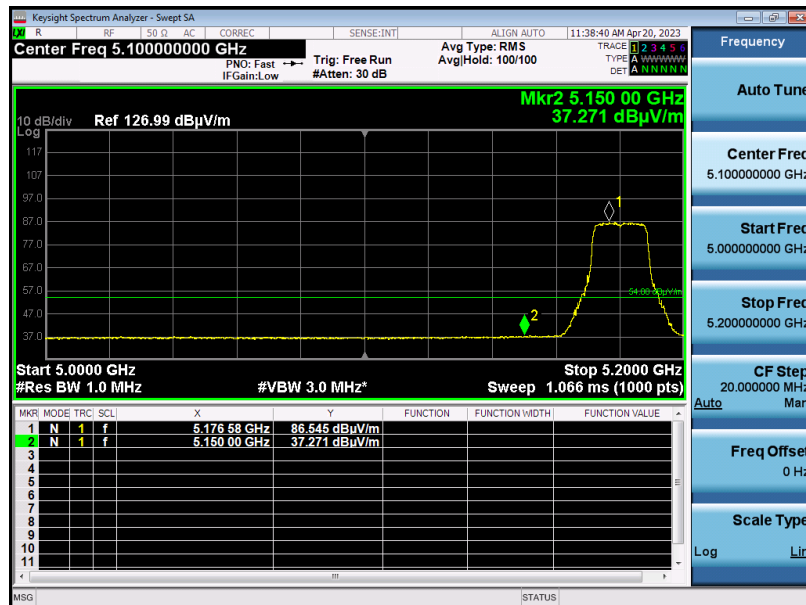 Keysight Spectrum Analyzer - Swept SA
LXI R RF 50 Ω AC CORREC SENSE:INT ALIGN AUTO 11:38:40 AM Apr 20, 2023
Center Freq 5.100000000 GHz
PNO: Fast
IFGain:Low
Trig: Free Run
#Atten: 30 dB
Avg Type: RMS
Avg|Hold: 100/100
TRACE 1 2 3 4 5 6
TYPE A W W W W W
DET A N N N N N
Mkr2 5.150 00 GHz
37.271 dBµV/m
10 dB/div Ref 126.99 dBµV/m
Log
117
107
97.0
87.0
77.0
67.0
57.0
47.0
37.0
1
2
54.00 dBµV/m
Start 5.0000 GHz Stop 5.2000 GHz
#Res BW 1.0 MHz #VBW 3.0 MHz* Sweep 1.066 ms (1000 pts)
MKR MODE TRC SCL X Y FUNCTION FUNCTION WIDTH FUNCTION VALUE
1 N 1 f 5.176 58 GHz 86.545 dBµV/m
2 N 1 f 5.150 00 GHz 37.271 dBµV/m
3
4
5
6
7
8
9
10
11
MSG STATUS
Frequency
Auto Tune
Center Freq
5.100000000 GHz
Start Freq
5.000000000 GHz
Stop Freq
5.200000000 GHz
CF Step
20.000000 MHz
Auto Man
Freq Offset
0 Hz
Scale Type
Log Lin